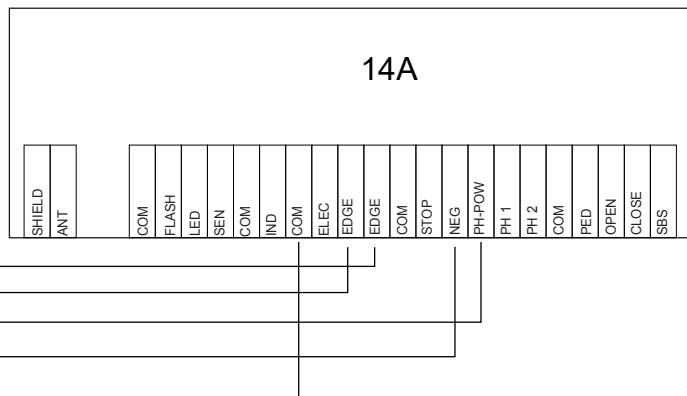 14A
SHIELD
ANT
COM
FLASH
LED
SEN
COM
IND
COM
ELEC
EDGE
EDGE
COM
STOP
NEG
PH-POW
PH 1
PH 2
COM
PED
OPEN
CLOSE
SBS